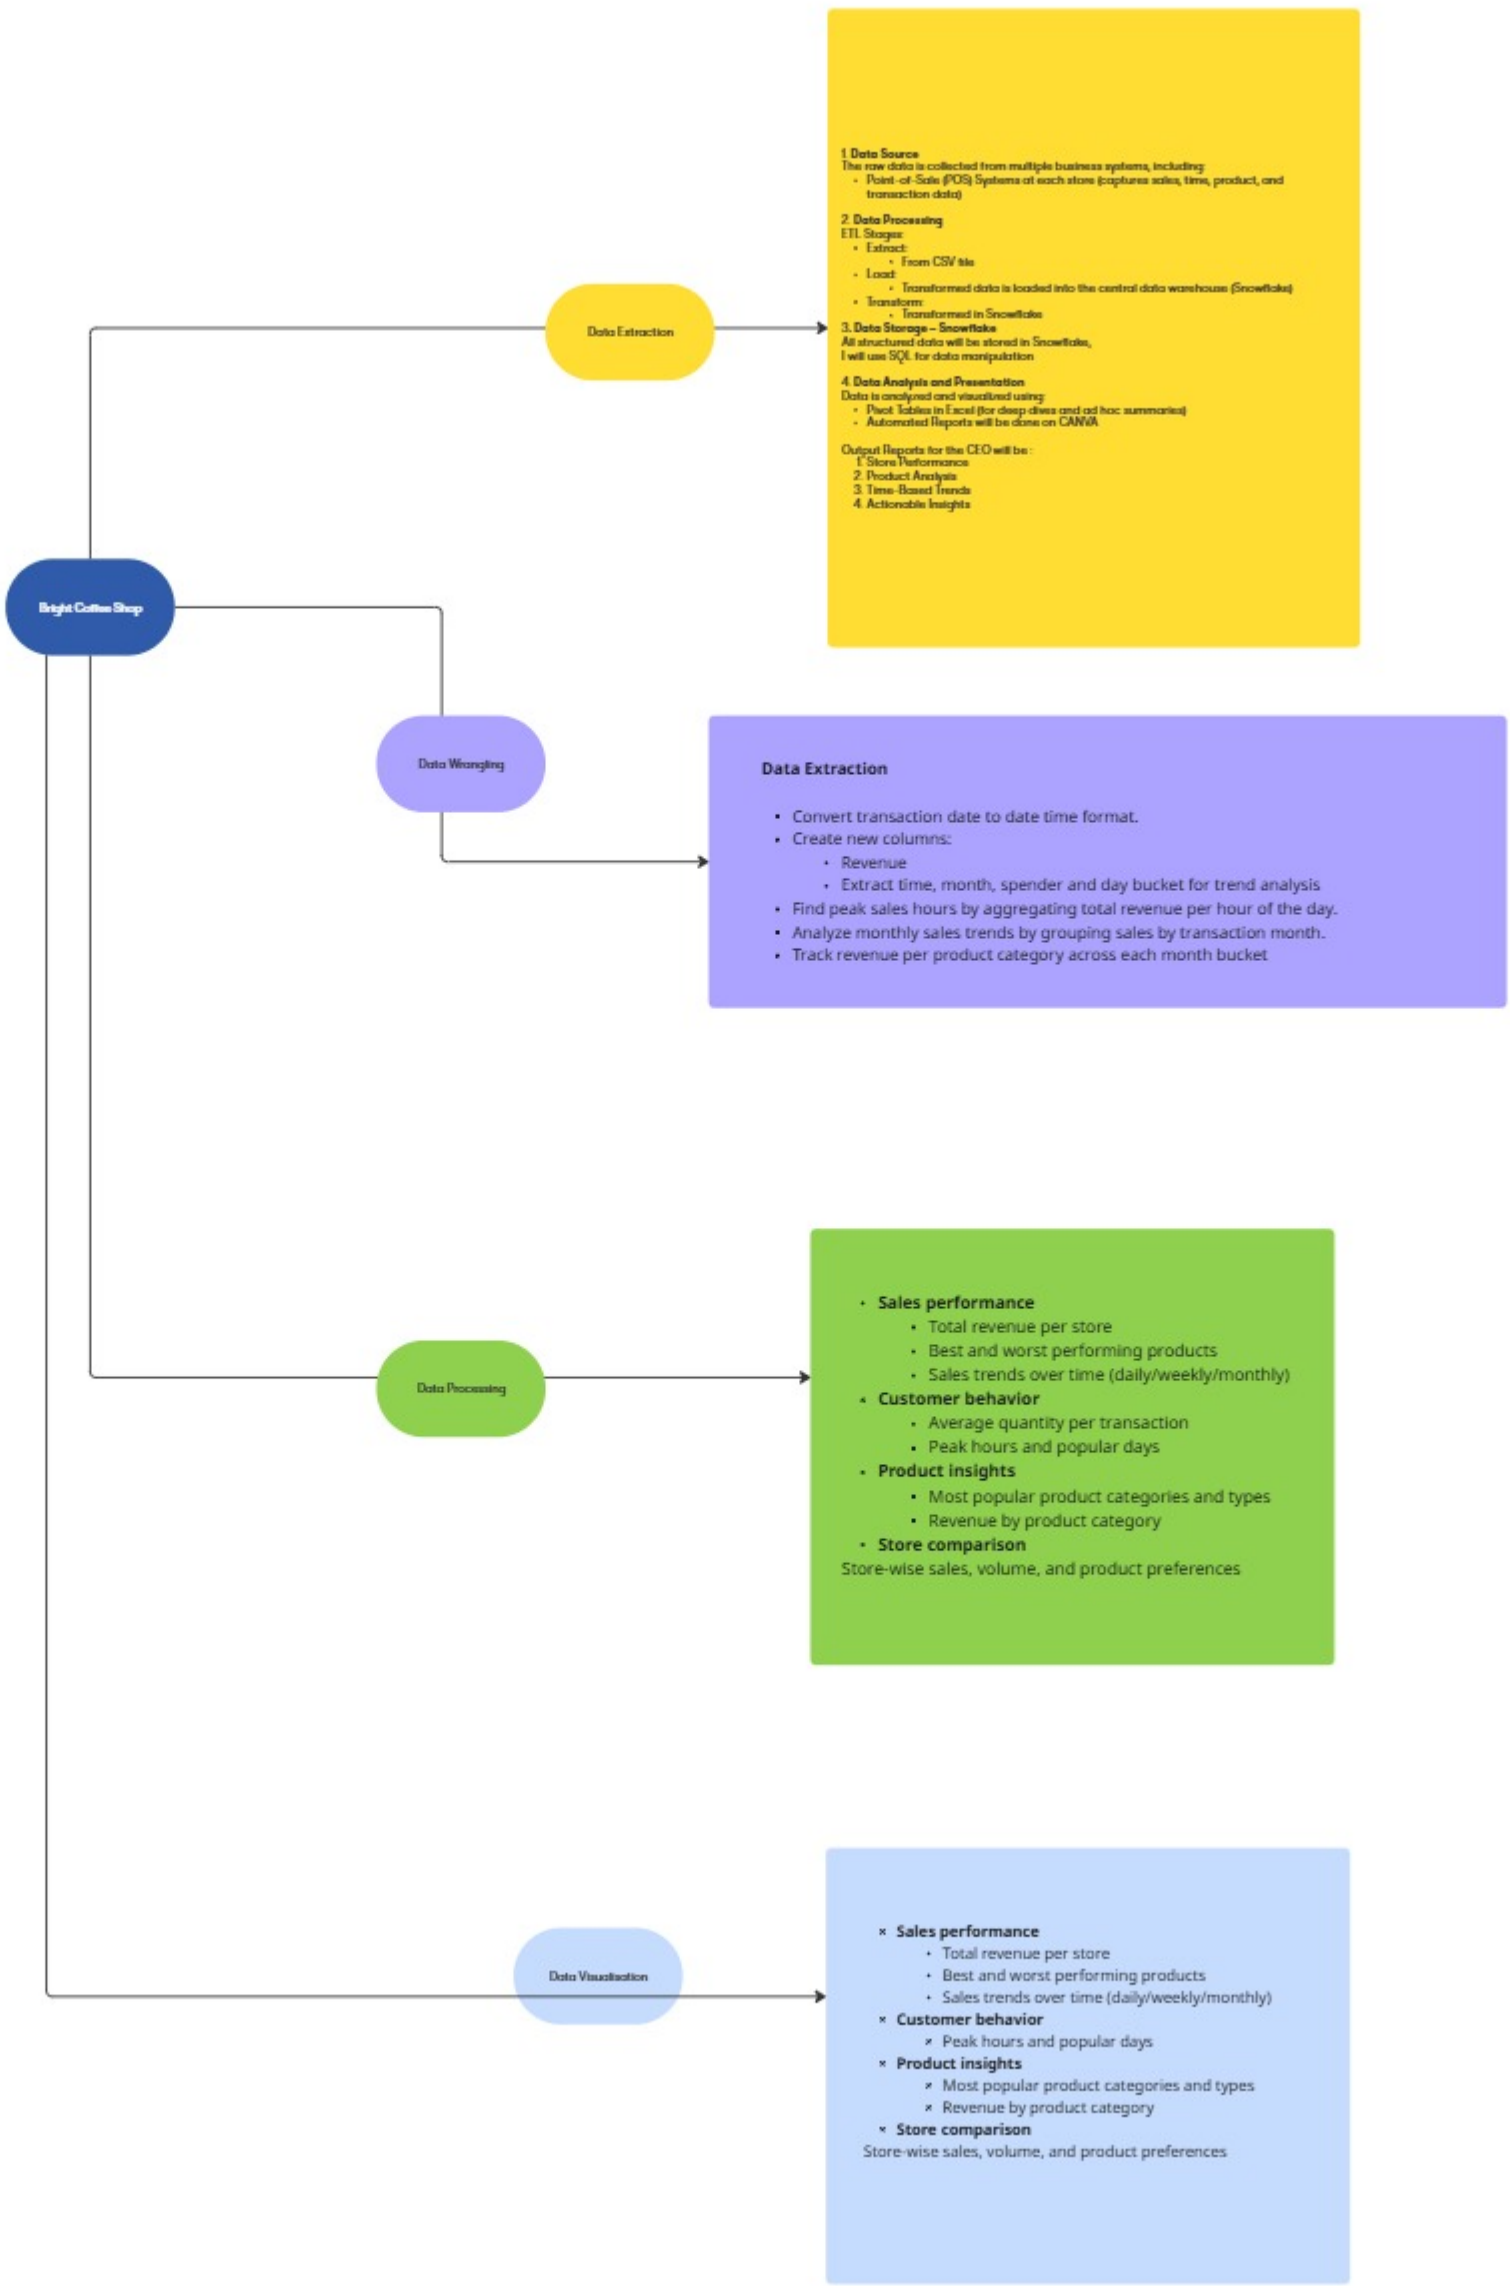 1. Data Source
The raw data is collected from multiple business systems, including:
• Point-of-Sale (POS) Systems at each store (captures sales, time, product, and
transaction data)
2. Data Processing
ETL Stages:
• Extract:
• From CSV file
• Load:
• Transformed data is loaded into the central data warehouse (Snowflake)
• Transform:
• Transformed in Snowflake
3. Data Storage – Snowflake
All structured data will be stored in Snowflake,
I will use SQL for data manipulation
4. Data Analysis and Presentation
Data is analyzed and visualized using:
• Pivot Tables in Excel (for deep dives and ad hoc summaries)
• Automated Reports will be done on CANVA
Output Reports for the CEO will be :
1. Store Performance
2. Product Analysis
3. Time-Based Trends
4. Actionable Insights
Data Extraction
Bright Coffee Shop
Data Wrangling
Data Extraction
• Convert transaction date to date time format.
• Create new columns:
• Revenue
• Extract time, month, spender and day bucket for trend analysis
• Find peak sales hours by aggregating total revenue per hour of the day.
• Analyze monthly sales trends by grouping sales by transaction month.
• Track revenue per product category across each month bucket
Data Processing
• Sales performance
• Total revenue per store
• Best and worst performing products
• Sales trends over time (daily/weekly/monthly)
• Customer behavior
• Average quantity per transaction
• Peak hours and popular days
• Product insights
• Most popular product categories and types
• Revenue by product category
• Store comparison
Store-wise sales, volume, and product preferences
Data Visualisation
× Sales performance
• Total revenue per store
• Best and worst performing products
• Sales trends over time (daily/weekly/monthly)
× Customer behavior
× Peak hours and popular days
× Product insights
× Most popular product categories and types
× Revenue by product category
× Store comparison
Store-wise sales, volume, and product preferences